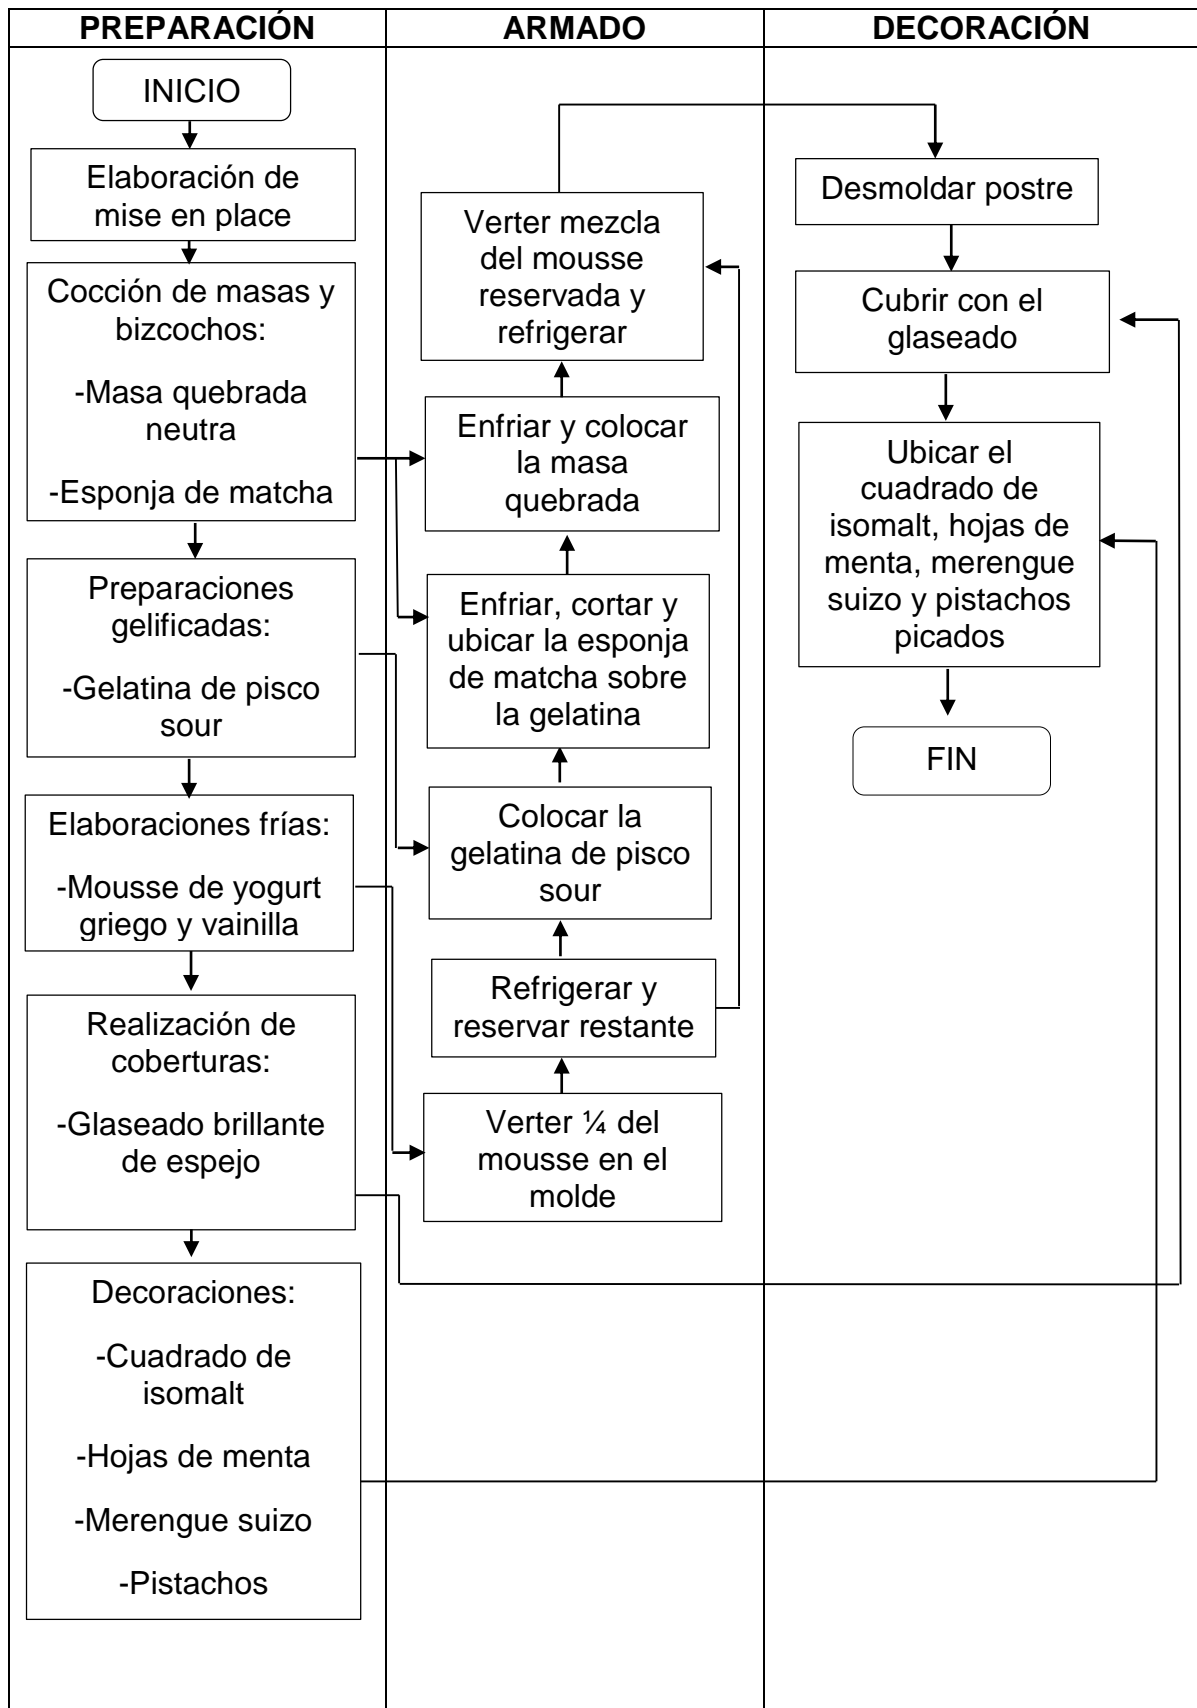 PREPARACIÓN
ARMADO
DECORACIÓN
INICIO
Elaboración de
mise en place
Cocción de masas y
bizcochos:
-Masa quebrada
neutra
-Esponja de matcha
Preparaciones
gelificadas:
-Gelatina de pisco
sour
Elaboraciones frías:
-Mousse de yogurt
griego y vainilla
Realización de
coberturas:
-Glaseado brillante
de espejo
Decoraciones:
-Cuadrado de
isomalt
-Hojas de menta
-Merengue suizo
-Pistachos
Verter mezcla
del mousse
reservada y
refrigerar
Enfriar y colocar
la masa
quebrada
Enfriar, cortar y
ubicar la esponja
de matcha sobre
la gelatina
Colocar la
gelatina de pisco
sour
Refrigerar y
reservar restante
Verter ¼ del
mousse en el
molde
Desmoldar postre
Cubrir con el
glaseado
Ubicar el
cuadrado de
isomalt, hojas de
menta, merengue
suizo y pistachos
picados
FIN